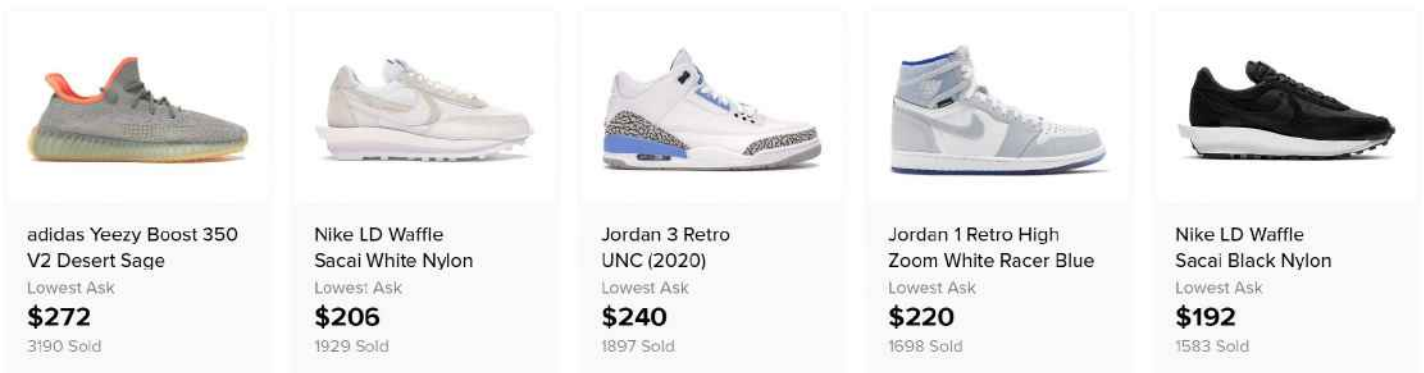 adidas Yeezy Boost 350
V2 Desert Sage
Lowest Ask
$272
3190 Sold
Nike LD Waffle
Sacai White Nylon
Lowest Ask
$206
1929 Sold
Jordan 3 Retro
UNC (2020)
Lowest Ask
$240
1897 Sold
Jordan 1 Retro High
Zoom White Racer Blue
Lowest Ask
$220
1698 Sold
Nike LD Waffle
Sacai Black Nylon
Lowest Ask
$192
1583 Sold